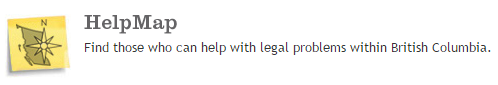 N
HelpMap
Find those who can help with legal problems within British Columbia.